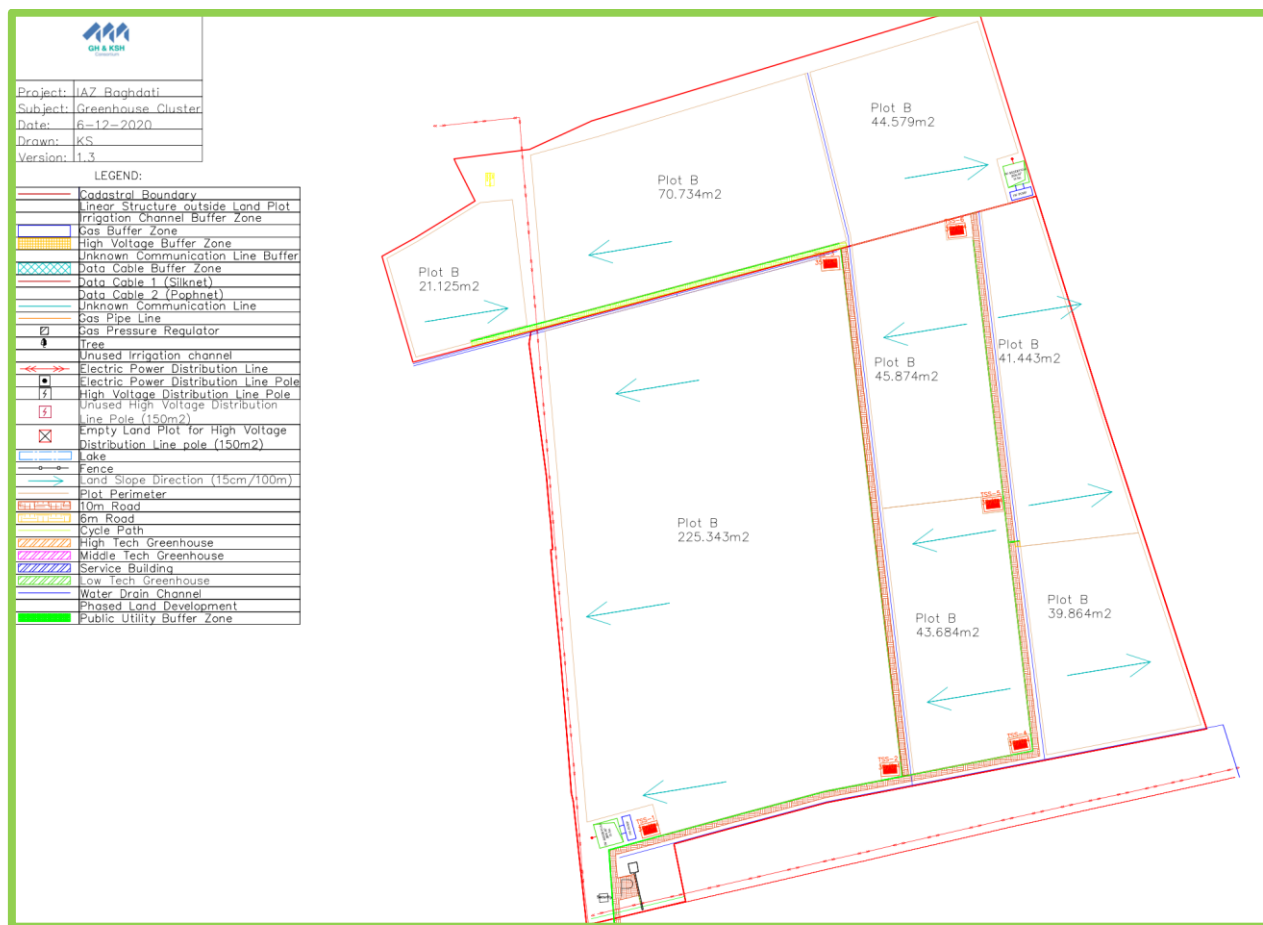 GH & KSH
Consortium
Project: IAZ Baghdati
Subject: Greenhouse Cluster
Date: 6-12-2020
Drawn: KS
Version: 1.3
LEGEND:
Cadastral Boundary
Linear Structure outside Land Plot
Irrigation Channel Buffer Zone
Gas Buffer Zone
High Voltage Buffer Zone
Unknown Communication Line Buffer
Data Cable Buffer Zone
Data Cable 1 (Silknet)
Data Cable 2 (Pophnet)
Unknown Communication Line
Gas Pipe Line
Gas Pressure Regulator
Tree
Unused Irrigation channel
Electric Power Distribution Line
Electric Power Distribution Line Pole
High Voltage Distribution Line Pole
Unused High Voltage Distribution
Line Pole (150m2)
Empty Land Plot for High Voltage
Distribution Line pole (150m2)
Lake
Fence
Land Slope Direction (15cm/100m)
Plot Perimeter
10m Road
6m Road
Cycle Path
High Tech Greenhouse
Middle Tech Greenhouse
Service Building
Low Tech Greenhouse
Water Drain Channel
Phased Land Development
Public Utility Buffer Zone
Plot B
44.579m2
Plot B
70.734m2
Plot B
21.125m2
Plot B
41.443m2
Plot B
45.874m2
Plot B
225.343m2
Plot B
39.864m2
Plot B
43.684m2